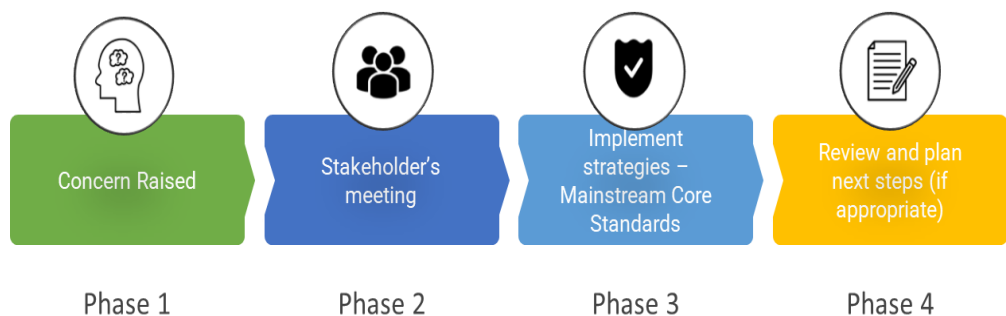 Concern Raised
Stakeholder’s
meeting
Implement
strategies –
Mainstream Core
Standards
Review and plan
next steps (if
appropriate)
Phase 1
Phase 2
Phase 3
Phase 4